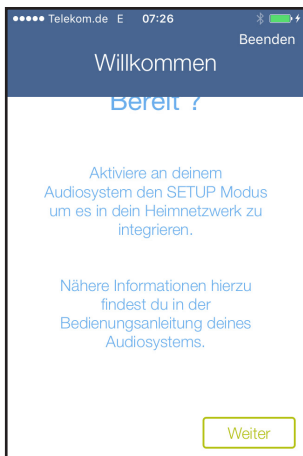 ●●●●● Telekom.de E 07:26
Beenden
Willkommen
Bereit ?
Aktiviere an deinem
Audiosystem den SETUP Modus
um es in dein Heimnetzwerk zu
integrieren.
Nähere Informationen hierzu
findest du in der
Bedienungsanleitung deines
Audiosystems.
Weiter